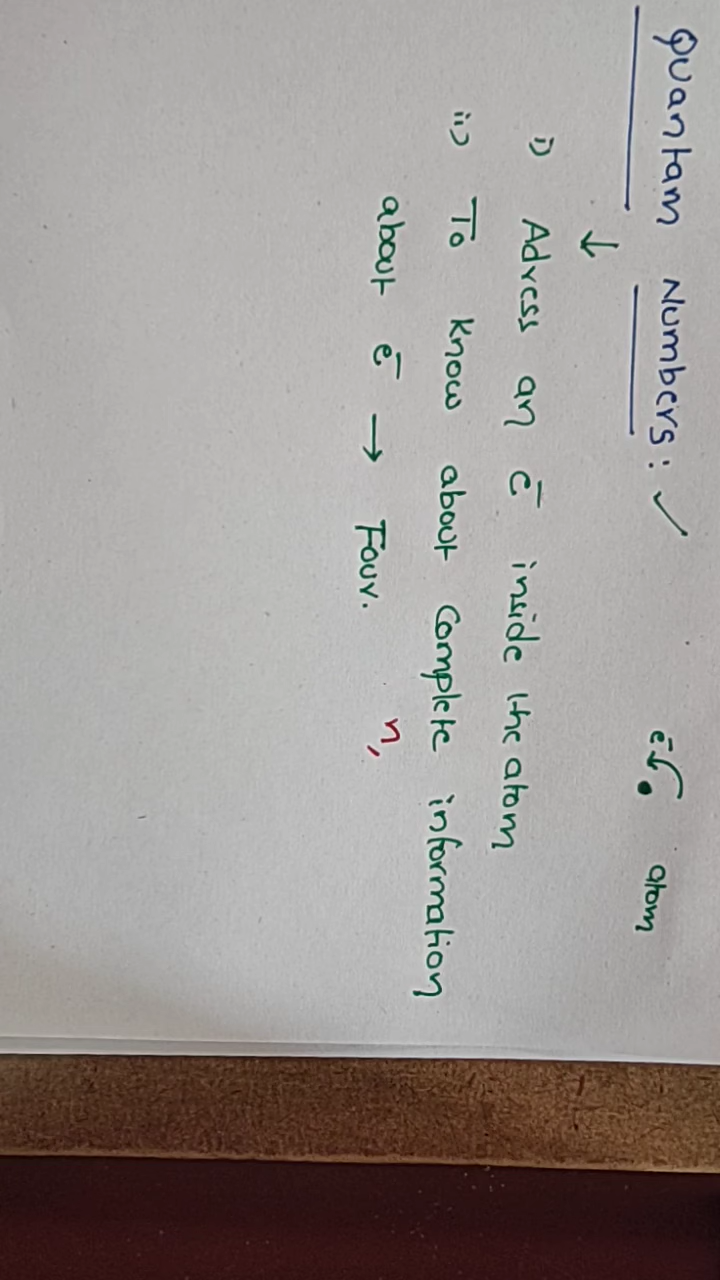 Quantam Numbers: ✓
e⁻ atom
↓
i) Adress an e⁻ inside the atom
ii) To know about complete information
about e⁻ → Four.
n,